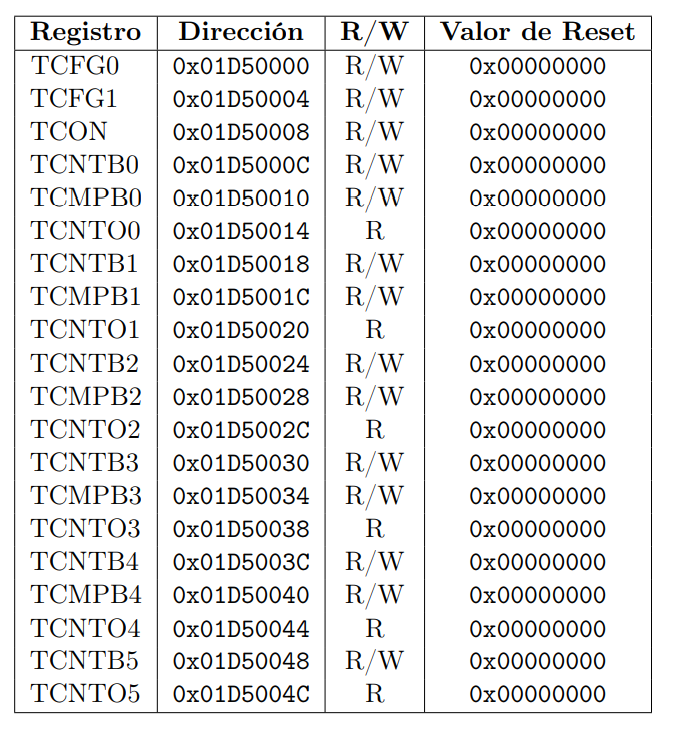 Registro Dirección R/W Valor de Reset
TCFG0 0x01D50000 R/W 0x00000000
TCFG1 0x01D50004 R/W 0x00000000
TCON 0x01D50008 R/W 0x00000000
TCNTB0 0x01D5000C R/W 0x00000000
TCMPB0 0x01D50010 R/W 0x00000000
TCNTO0 0x01D50014 R 0x00000000
TCNTB1 0x01D50018 R/W 0x00000000
TCMPB1 0x01D5001C R/W 0x00000000
TCNTO1 0x01D50020 R 0x00000000
TCNTB2 0x01D50024 R/W 0x00000000
TCMPB2 0x01D50028 R/W 0x00000000
TCNTO2 0x01D5002C R 0x00000000
TCNTB3 0x01D50030 R/W 0x00000000
TCMPB3 0x01D50034 R/W 0x00000000
TCNTO3 0x01D50038 R 0x00000000
TCNTB4 0x01D5003C R/W 0x00000000
TCMPB4 0x01D50040 R/W 0x00000000
TCNTO4 0x01D50044 R 0x00000000
TCNTB5 0x01D50048 R/W 0x00000000
TCNTO5 0x01D5004C R 0x00000000